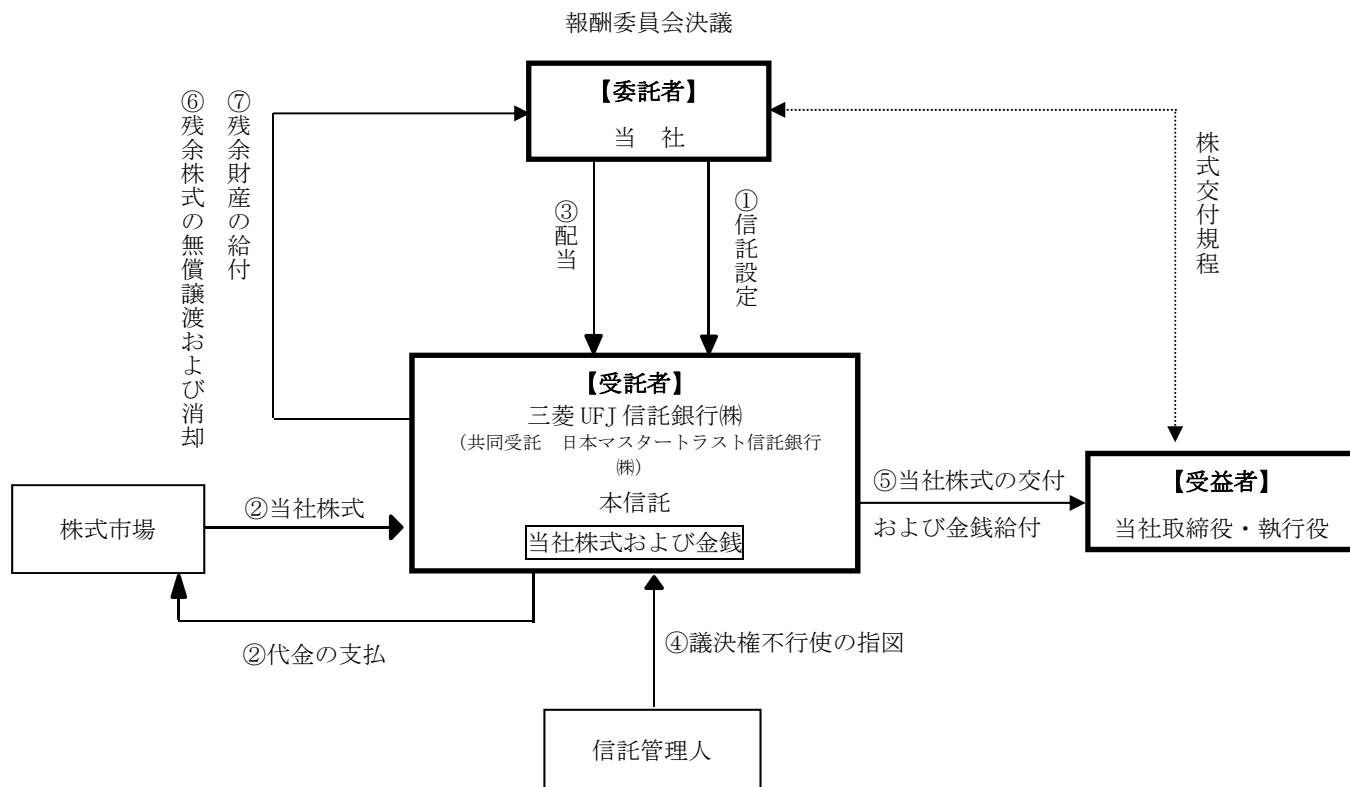 報酬委員会決議
【委託者】
当　社
⑥残余株式の無償譲渡および消却
⑦残余財産の給付
③配当
①信託設定
株式交付規程
【受託者】
三菱 UFJ 信託銀行㈱
（共同受託　日本マスタートラスト信託銀行
㈱）
本信託
当社株式および金銭
株式市場
②当社株式
②代金の支払
⑤当社株式の交付
および金銭給付
【受益者】
当社取締役・執行役
④議決権不行使の指図
信託管理人